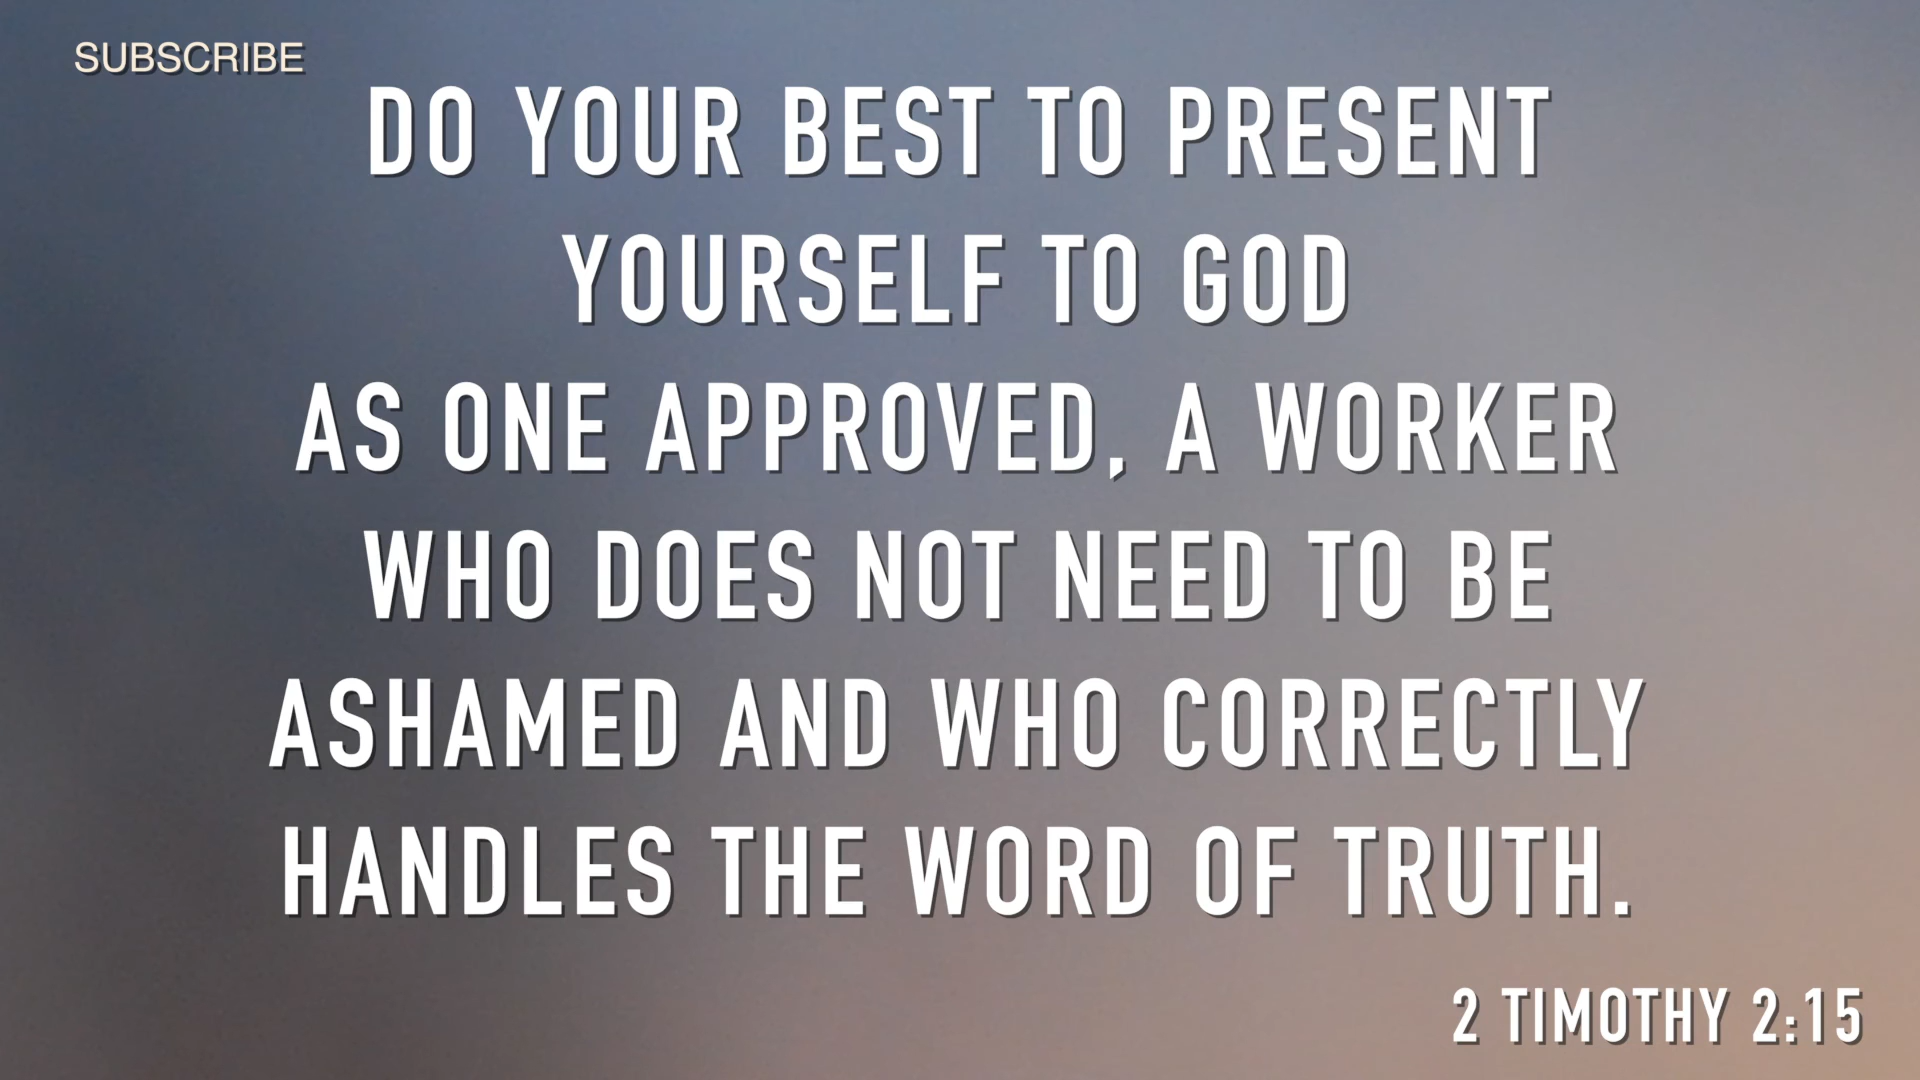 SUBSCRIBE
DO YOUR BEST TO PRESENT
YOURSELF TO GOD
AS ONE APPROVED, A WORKER
WHO DOES NOT NEED TO BE
ASHAMED AND WHO CORRECTLY
HANDLES THE WORD OF TRUTH.
2 TIMOTHY 2:15